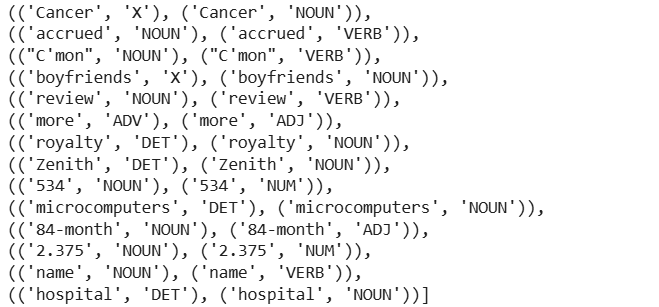 (('Cancer', 'X'), ('Cancer', 'NOUN')),
(('accrued', 'NOUN'), ('accrued', 'VERB')),
(("C'mon", 'NOUN'), ("C'mon", 'VERB')),
(('boyfriends', 'X'), ('boyfriends', 'NOUN')),
(('review', 'NOUN'), ('review', 'VERB')),
(('more', 'ADV'), ('more', 'ADJ')),
(('royalty', 'DET'), ('royalty', 'NOUN')),
(('Zenith', 'DET'), ('Zenith', 'NOUN')),
(('534', 'NOUN'), ('534', 'NUM')),
(('microcomputers', 'DET'), ('microcomputers', 'NOUN')),
(('84-month', 'NOUN'), ('84-month', 'ADJ')),
(('2.375', 'NOUN'), ('2.375', 'NUM')),
(('name', 'NOUN'), ('name', 'VERB')),
(('hospital', 'DET'), ('hospital', 'NOUN'))]